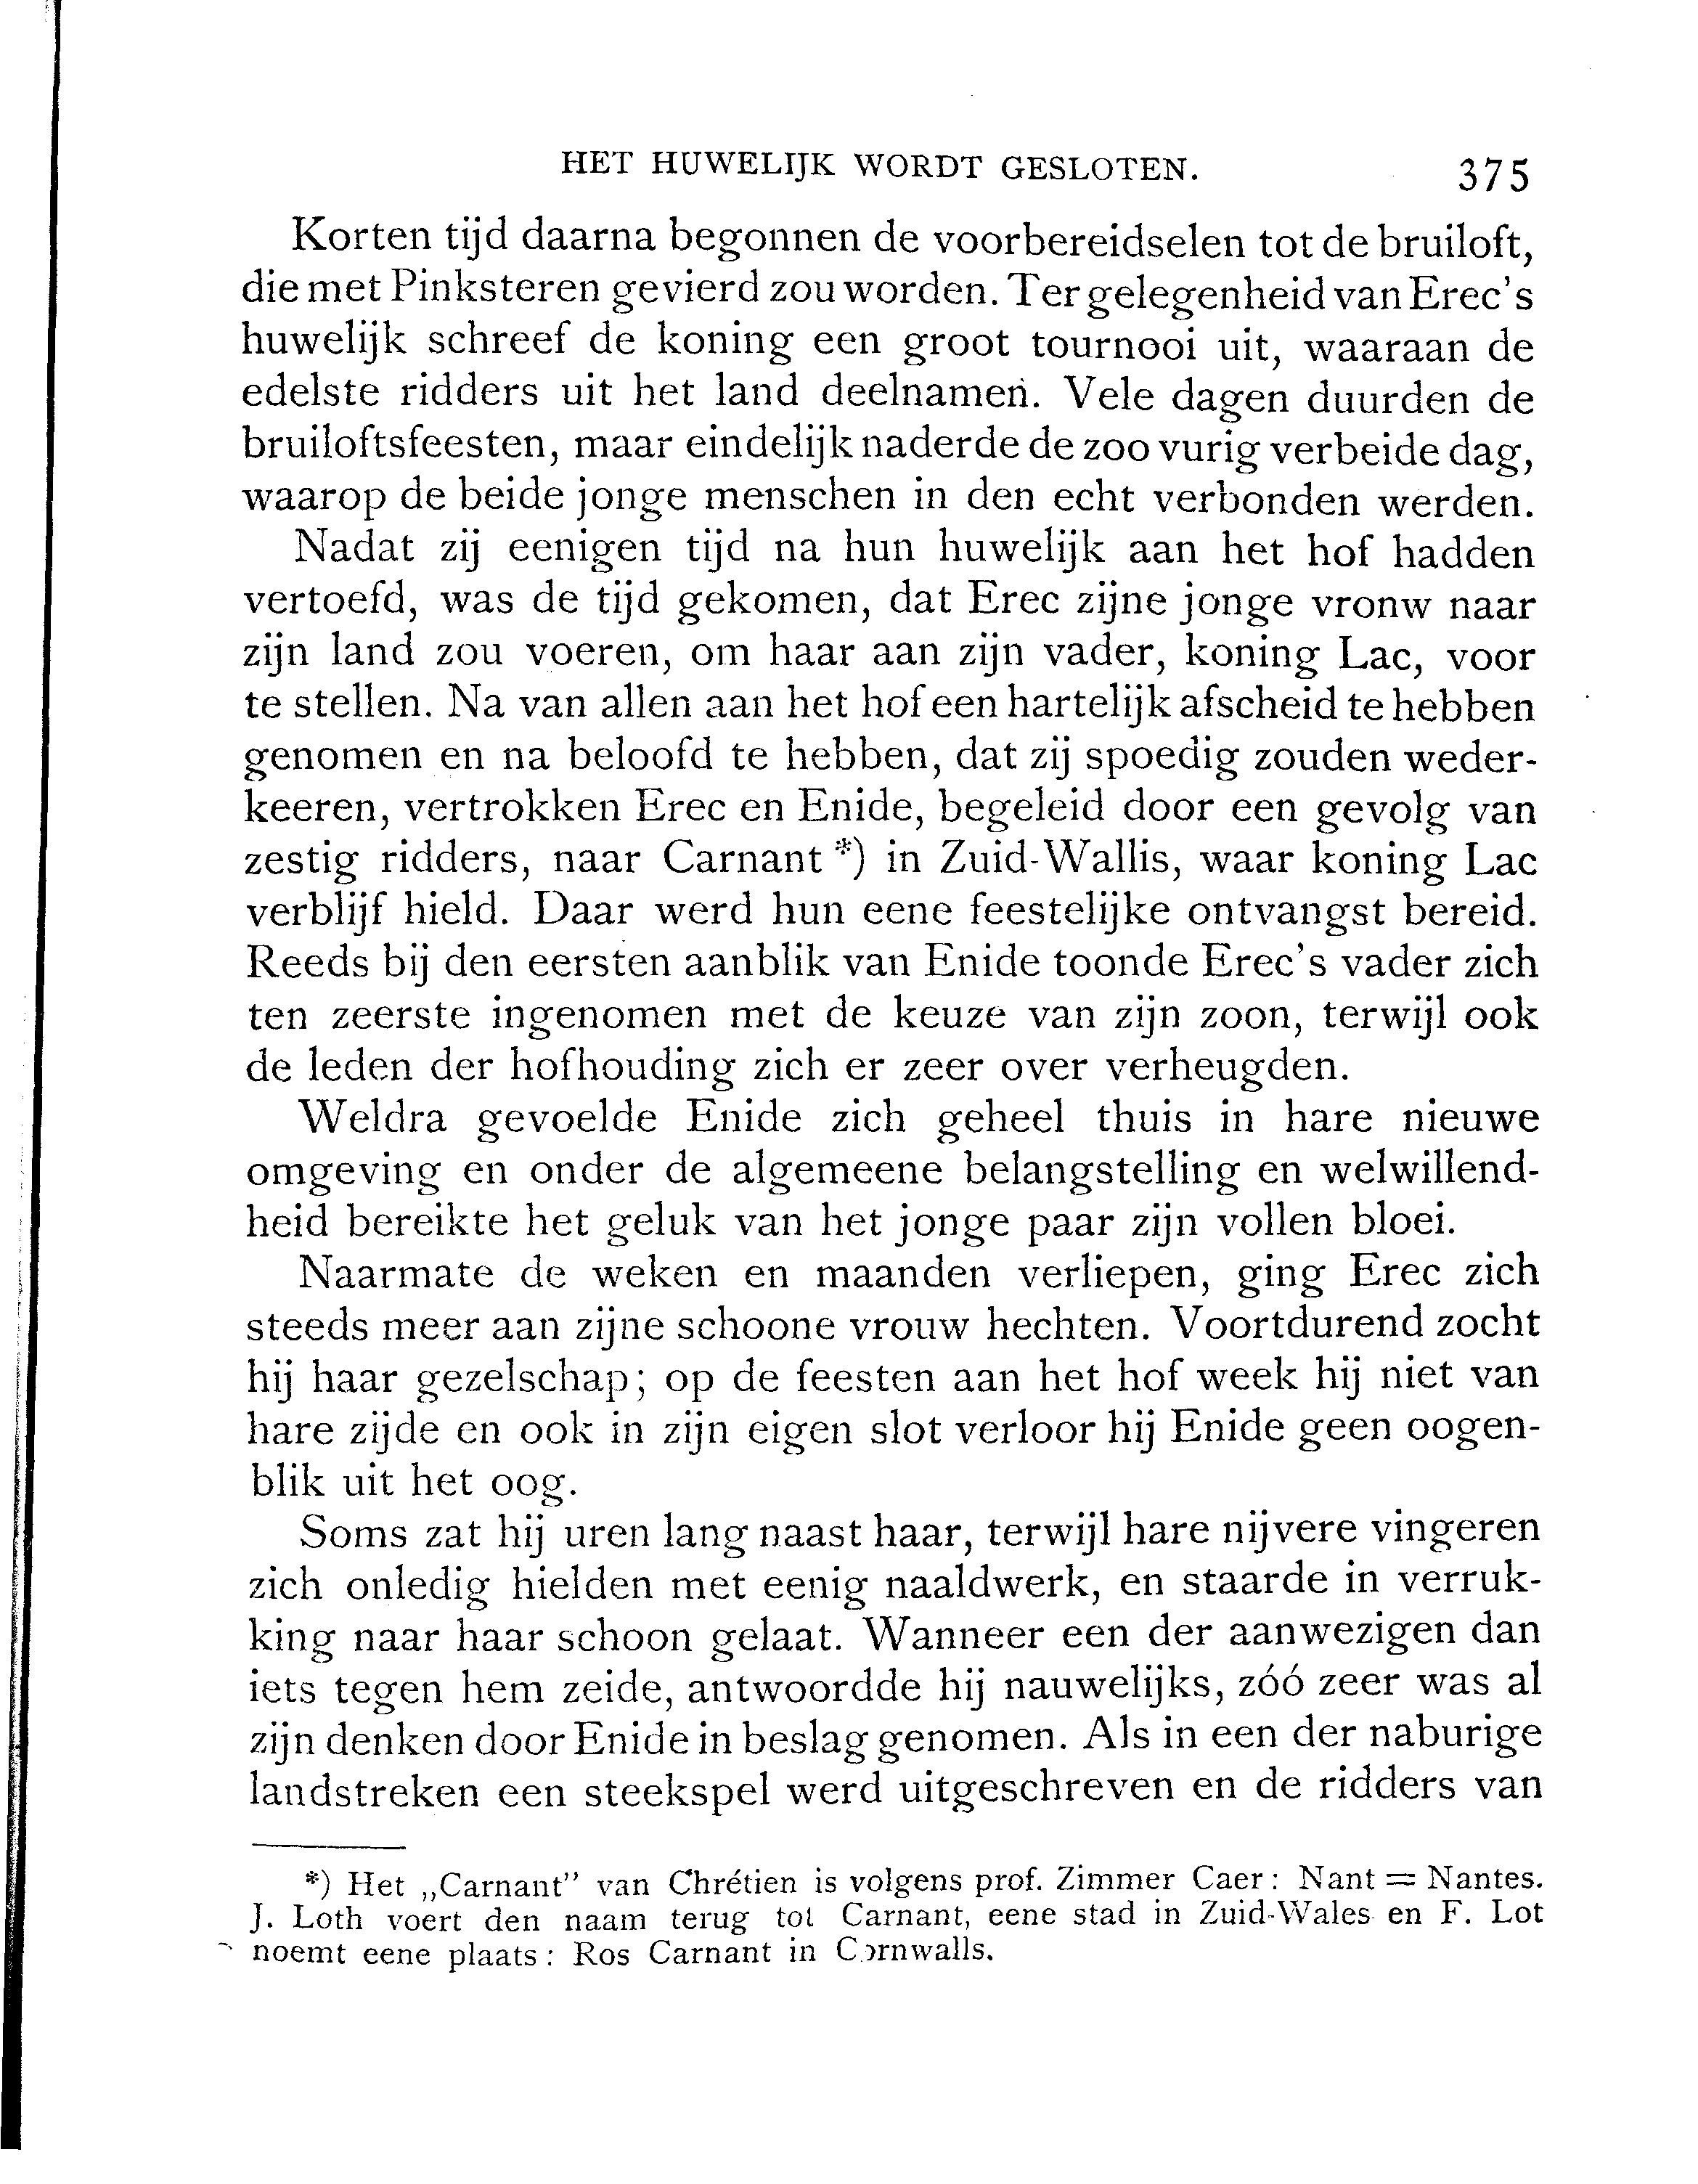 HET HUWELIJK WORDT GESLOTEN. 375
Korten tijd daarna begonnen de voorbereidselen tot de bruiloft,
die met Pinksteren gevierd zou worden. Ter gelegenheid van Erec's
huwelijk schreef de koning een groot tournooi uit, waaraan de
edelste ridders uit het land deelnamen. Vele dagen duurden de
bruiloftsfeesten, maar eindelijk naderde de zoo vurig verbeide dag,
waarop de beide jonge menschen in den echt verbonden werden.
Nadat zij eenigen tijd na hun huwelijk aan het hof hadden
vertoefd, was de tijd gekomen, dat Erec zijne jonge vronw naar
zijn land zou voeren, om haar aan zijn vader, koning Lac, voor
te stellen. Na van allen aan het hof een hartelijk afscheid te hebben
genomen en na beloofd te hebben, dat zij spoedig zouden weder-
keeren, vertrokken Erec en Enide, begeleid door een gevolg van
zestig ridders, naar Carnant *) in Zuid-Wallis, waar koning Lac
verblijf hield. Daar werd hun eene feestelijke ontvangst bereid.
Reeds bij den eersten aanblik van Enide toonde Erec's vader zich
ten zeerste ingenomen met de keuze van zijn zoon, terwijl ook
de leden der hofhouding zich er zeer over verheugden.
Weldra gevoelde Enide zich geheel thuis in hare nieuwe
omgeving en onder de algemeene belangstelling en welwillend-
heid bereikte het geluk van het jonge paar zijn vollen bloei.
Naarmate de weken en maanden verliepen, ging Erec zich
steeds meer aan zijne schoone vrouw hechten. Voortdurend zocht
hij haar gezelschap; op de feesten aan het hof week hij niet van
hare zijde en ook in zijn eigen slot verloor hij Enide geen oogen-
blik uit het oog.
Soms zat hij uren lang naast haar, terwijl hare nijvere vingeren
zich onledig hielden met eenig naaldwerk, en staarde in verruk-
king naar haar schoon gelaat. Wanneer een der aanwezigen dan
iets tegen hem zeide, antwoordde hij nauwelijks, zóó zeer was al
zijn denken door Enide in beslag genomen. Als in een der naburige
landstreken een steekspel werd uitgeschreven en de ridders van
*) Het „Carnant” van Chrétien is volgens prof. Zimmer Caer: Nant = Nantes.
J. Loth voert den naam terug tot Carnant, eene stad in Zuid-Wales en F. Lot
noemt eene plaats: Ros Carnant in Cornwalls.